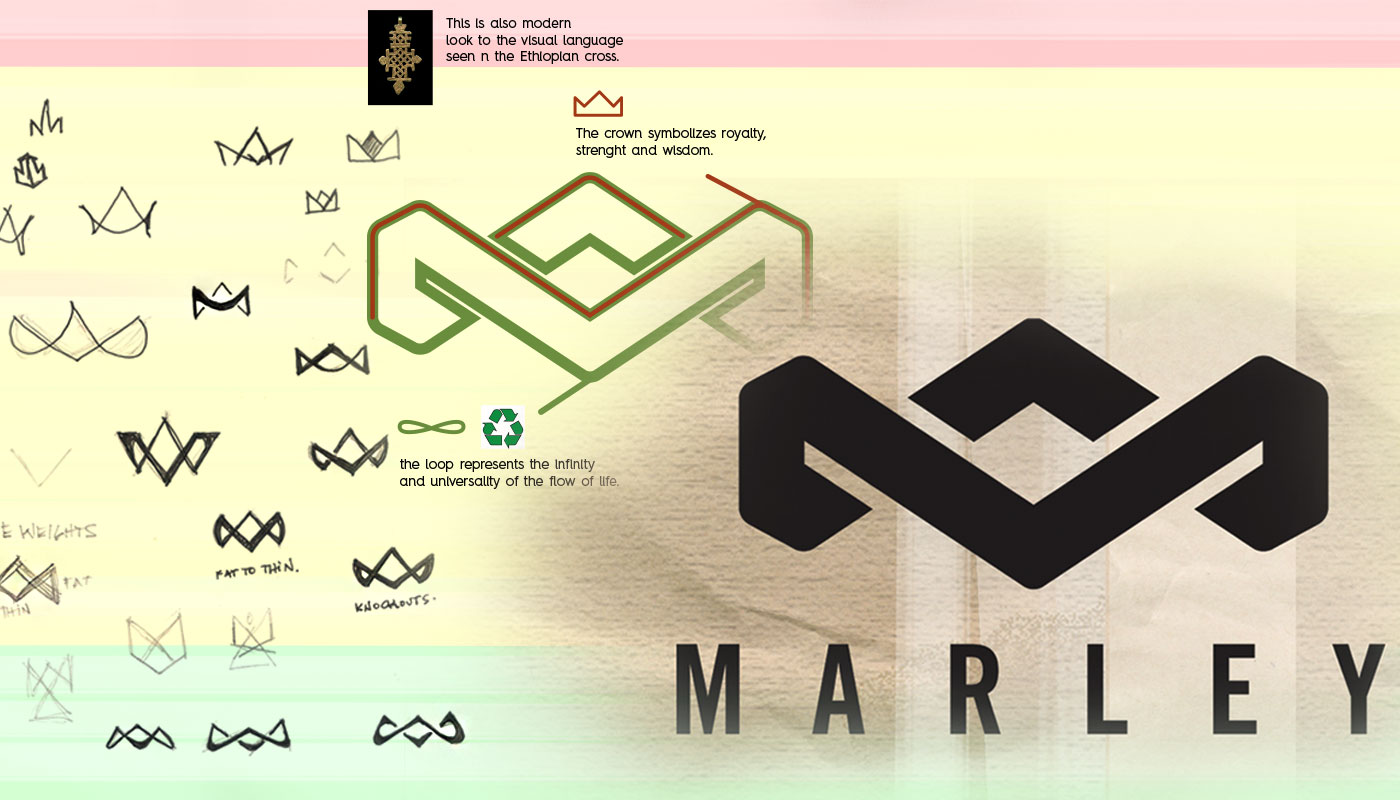 This is also modern
look to the visual language
seen n the Ethiopian cross.
The crown symbolizes royalty,
strenght and wisdom.
the loop represents the infinity
and universality of the flow of life.
E WEIGHTS
FAT TO THIN.
FAT
THIN
KNOCKOUTS.
MARLEY